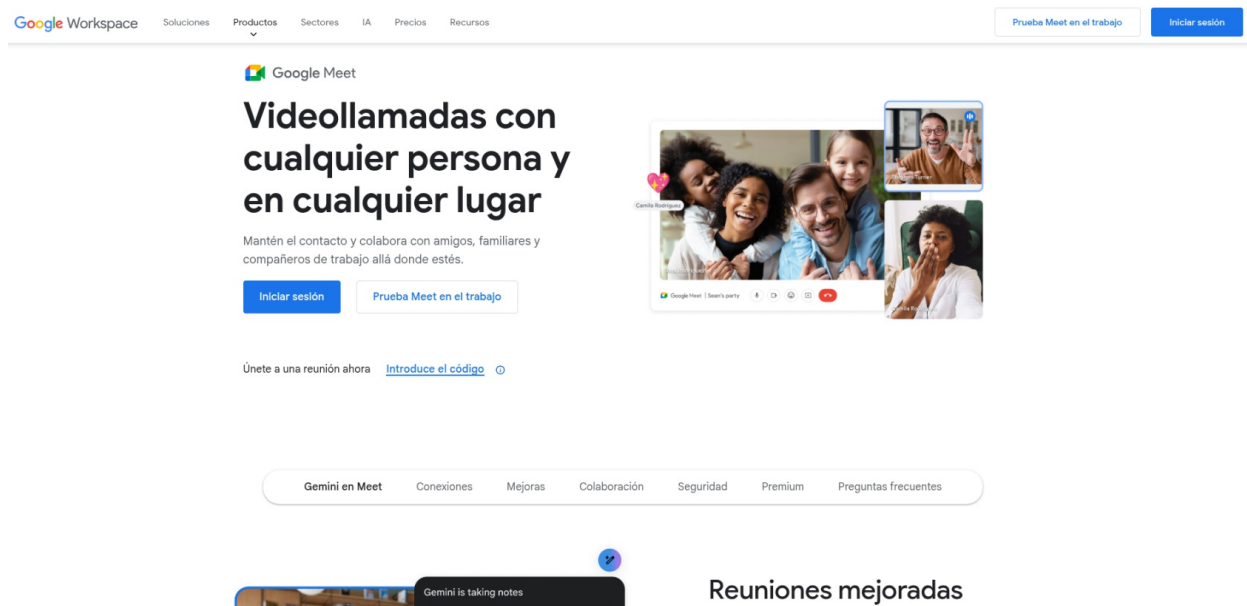 Google Workspace
Soluciones
Productos
Sectores
IA
Precios
Recursos
Prueba Meet en el trabajo
Iniciar sesión
Google Meet
Videollamadas con
cualquier persona y
en cualquier lugar
Mantén el contacto y colabora con amigos, familiares y
compañeros de trabajo allá donde estés.
Iniciar sesión
Prueba Meet en el trabajo
Camila Rodriguez
Google Meet | Sean's party
Turner
Únete a una reunión ahora
Introduce el código
Gemini en Meet
Conexiones
Mejoras
Colaboración
Seguridad
Premium
Preguntas frecuentes
Gemini is taking notes
Reuniones mejoradas